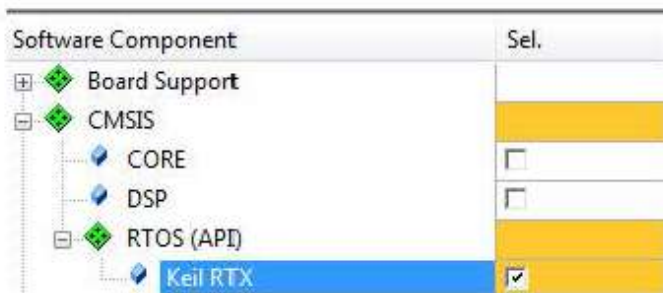 Software Component Sel.
Board Support
CMSIS
CORE
DSP
RTOS (API)
Keil RTX